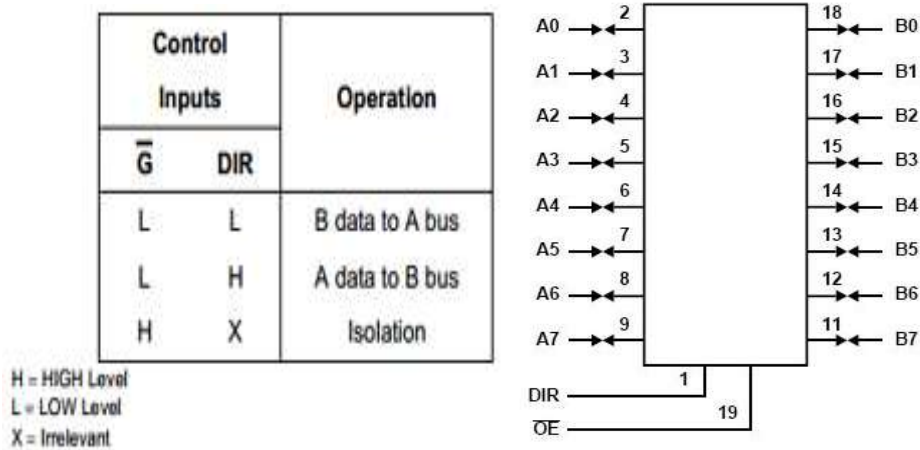 Control
Inputs
Operation
G̅ DIR
L L B data to A bus
L H A data to B bus
H X Isolation
H = HIGH Level
L = LOW Level
X = Irrelevant
A0 2 18 B0
A1 3 17 B1
A2 4 16 B2
A3 5 15 B3
A4 6 14 B4
A5 7 13 B5
A6 8 12 B6
A7 9 11 B7
DIR 1
O̅E̅ 19